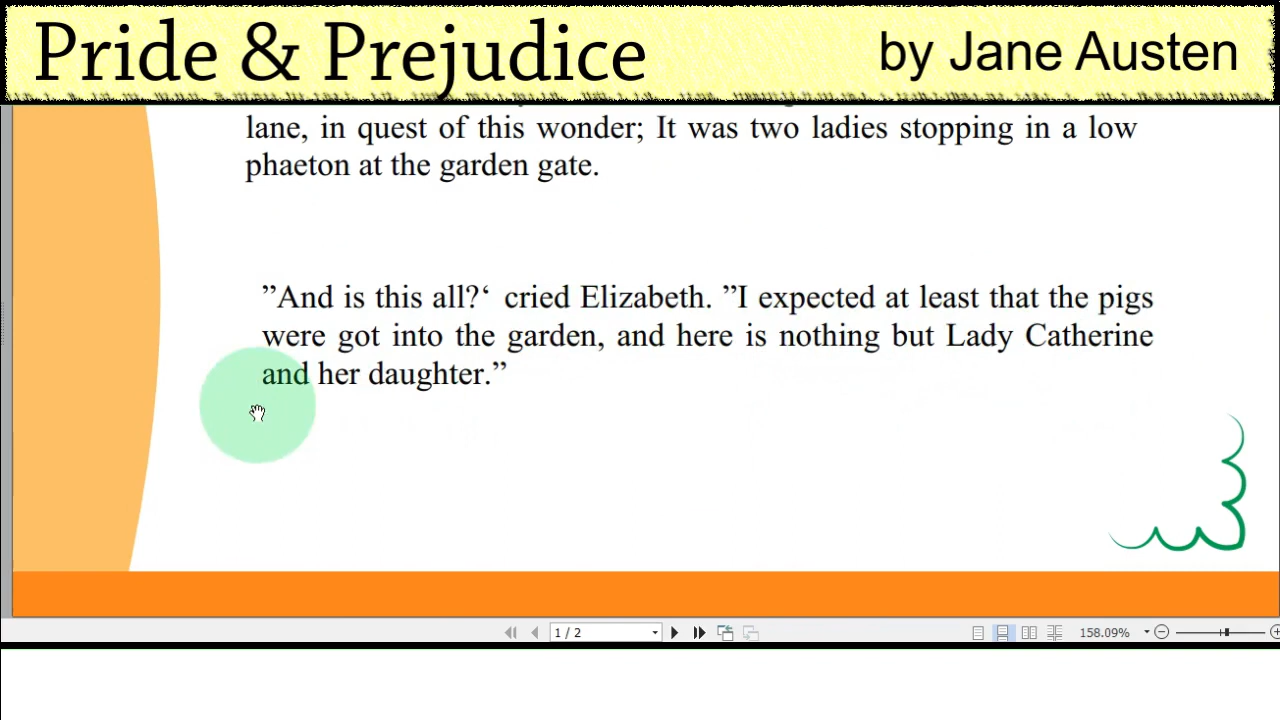 Pride & Prejudice by Jane Austen
lane, in quest of this wonder; It was two ladies stopping in a low
phaeton at the garden gate.
”And is this all?‘ cried Elizabeth. ”I expected at least that the pigs
were got into the garden, and here is nothing but Lady Catherine
and her daughter.”
1 / 2
158.09%